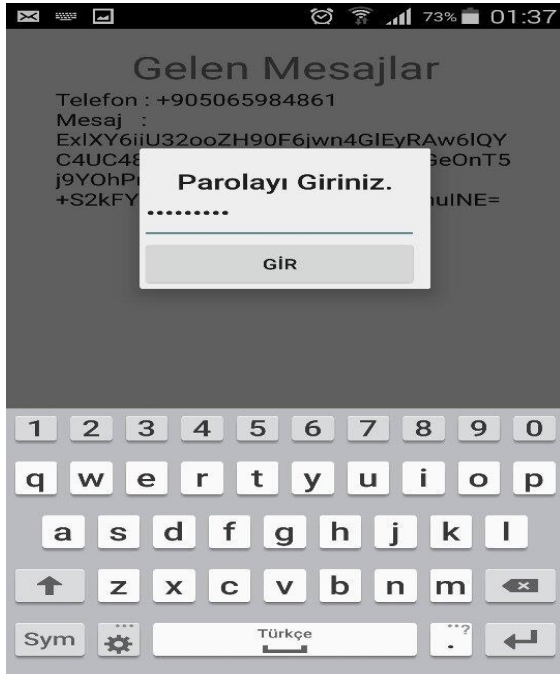 73% 01:37
Gelen Mesajlar
Telefon : +905065984861
Mesaj :
ExlXY6iiU32ooZH90F6jwn4GlEyRAw6lQY
C4UC48 GeOnT5
j9YOhP
+S2kFY nuINE=
Parolayı Giriniz.
GİR
1 2 3 4 5 6 7 8 9 0
q w e r t y u i o p
a s d f g h j k l
z x c v b n m
Sym Türkçe . ?